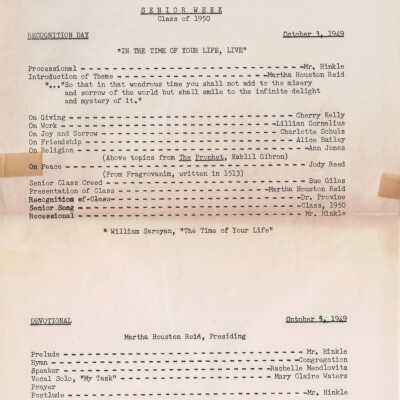 SENIOR WEEK
Class of 1950
RECOGNITION DAY October 3, 1949
"IN THE TIME OF YOUR LIFE, LIVE"
Processional - - - - - - - - - - - - - - - - - - - - - - - Mr. Hinkle
Introduction of Theme - - - - - - - - - - - - - - - - Martha Houston Reid
"..."So that in that wondrous time you shall not add to the misery
and sorrow of the world but shall smile to the infinite delight
and mystery of it."
On Giving - - - - - - - - - - - - - - - - - - - - - - Cherry Kelly
On Work - - - - - - - - - - - - - - - - - - - - - Lillian Cornelius
On Joy and Sorrow - - - - - - - - - - - - - - - - Charlotte Schulz
On Friendship - - - - - - - - - - - - - - - - - - - - Alice Bailey
On Religion - - - - - - - - - - - - - - - - - - - - - - Ann Jones
(Above topics from The Prophet, Kahlil Gibron)
On Peace - - - - - - - - - - - - - - - - - - - - - - - Jody Reed
(From Fragrovanim, written in 1513)
Senior Class Creed - - - - - - - - - - - - - - - - - - Sue Giles
Presentation of Class - - - - - - - - - - - - - - Martha Houston Reid
Recognition of Class - - - - - - - - - - - - - - - - - Dr. Provine
Senior Song - - - - - - - - - - - - - - - - - - - - - Class, 1950
Recessional - - - - - - - - - - - - - - - - - - - - - Mr. Hinkle
* William Saroyan, "The Time of Your Life"
DEVOTIONAL October 5, 1949
Martha Houston Reid, Presiding
Prelude - - - - - - - - - - - - - - - - - - - - - - - Mr. Hinkle
Hymn - - - - - - - - - - - - - - - - - - - - - - - Congregation
Speaker - - - - - - - - - - - - - - - - - - - Rachelle Mendlovitz
Vocal Solo, "My Task" - - - - - - - - - - - - - Mary Claire Waters
Prayer
Postlude - - - - - - - - - - - - - - - - - - - - - - Mr. Hinkle